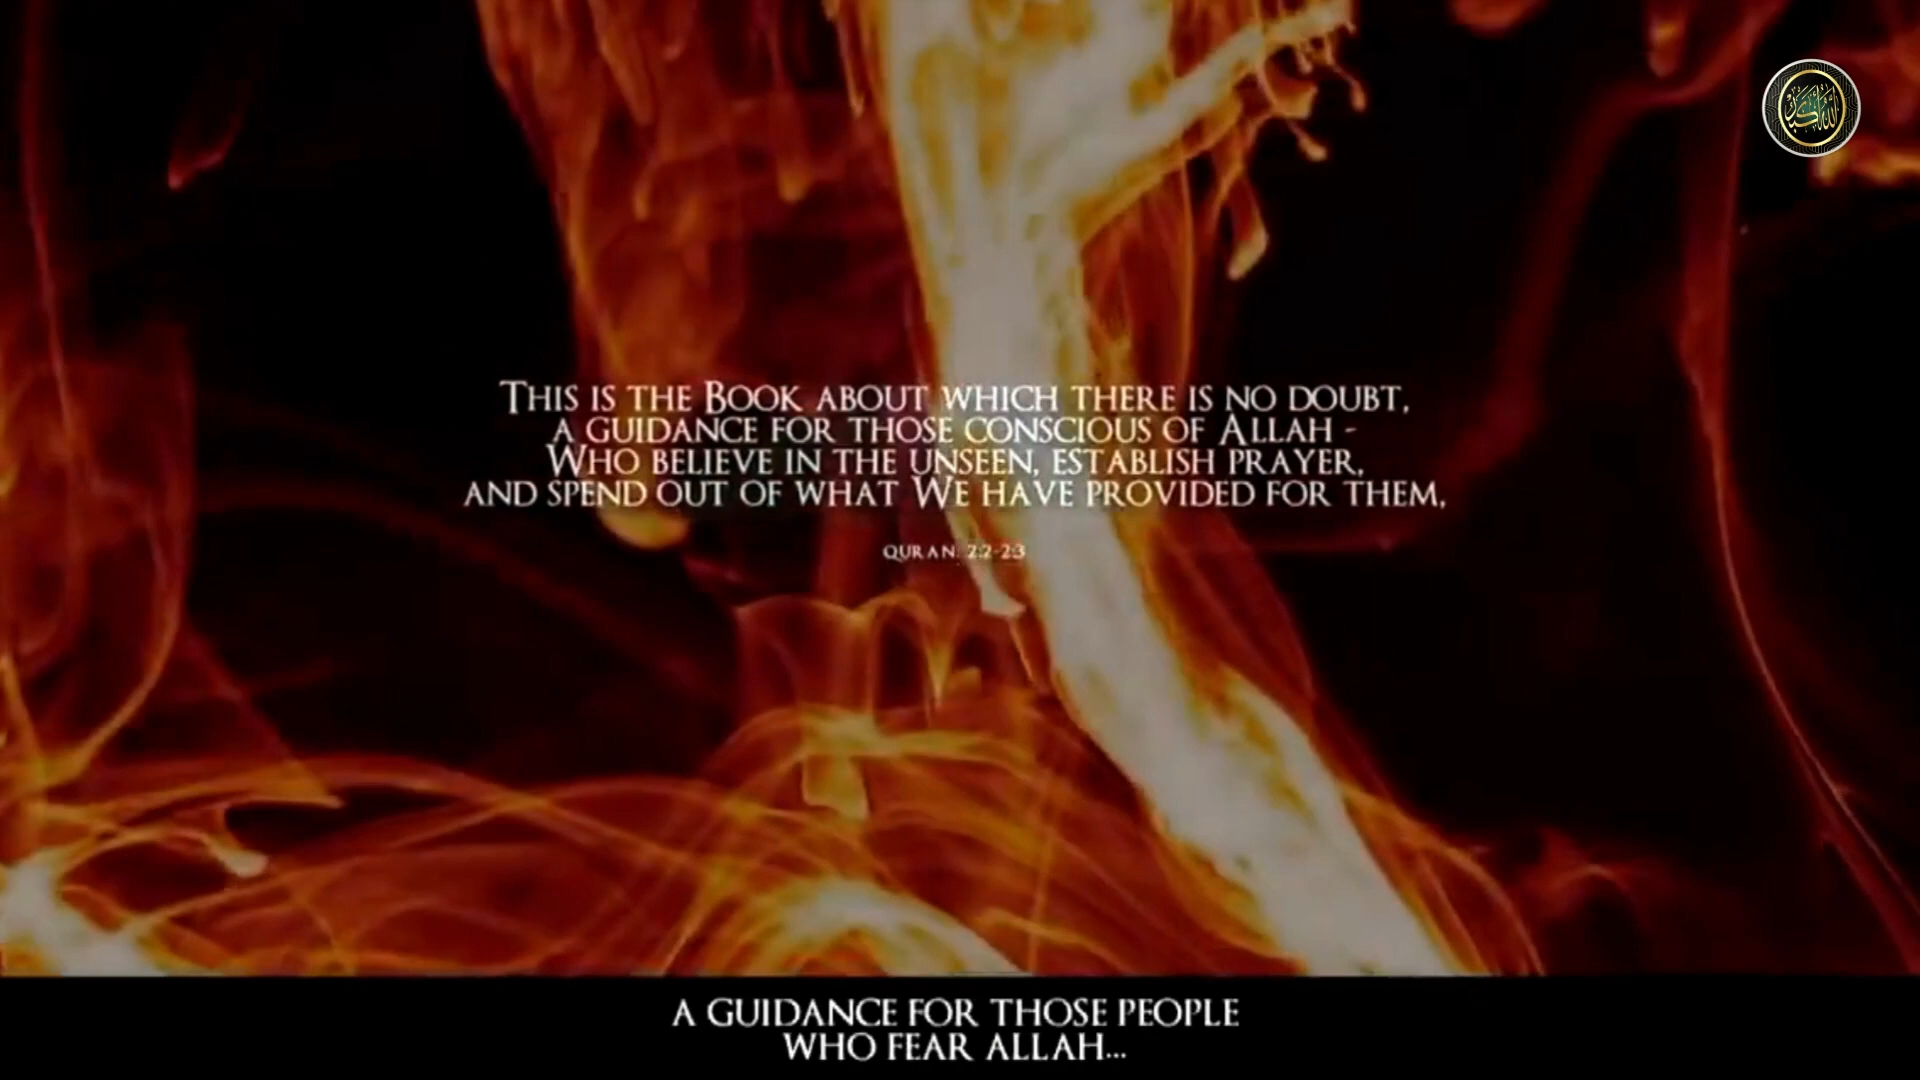 الله أكبر
This is the Book about which there is no doubt,
a guidance for those conscious of Allah -
Who believe in the unseen, establish prayer,
and spend out of what We have provided for them,
Quran: 2:2-2:3
A GUIDANCE FOR THOSE PEOPLE
WHO FEAR ALLAH...